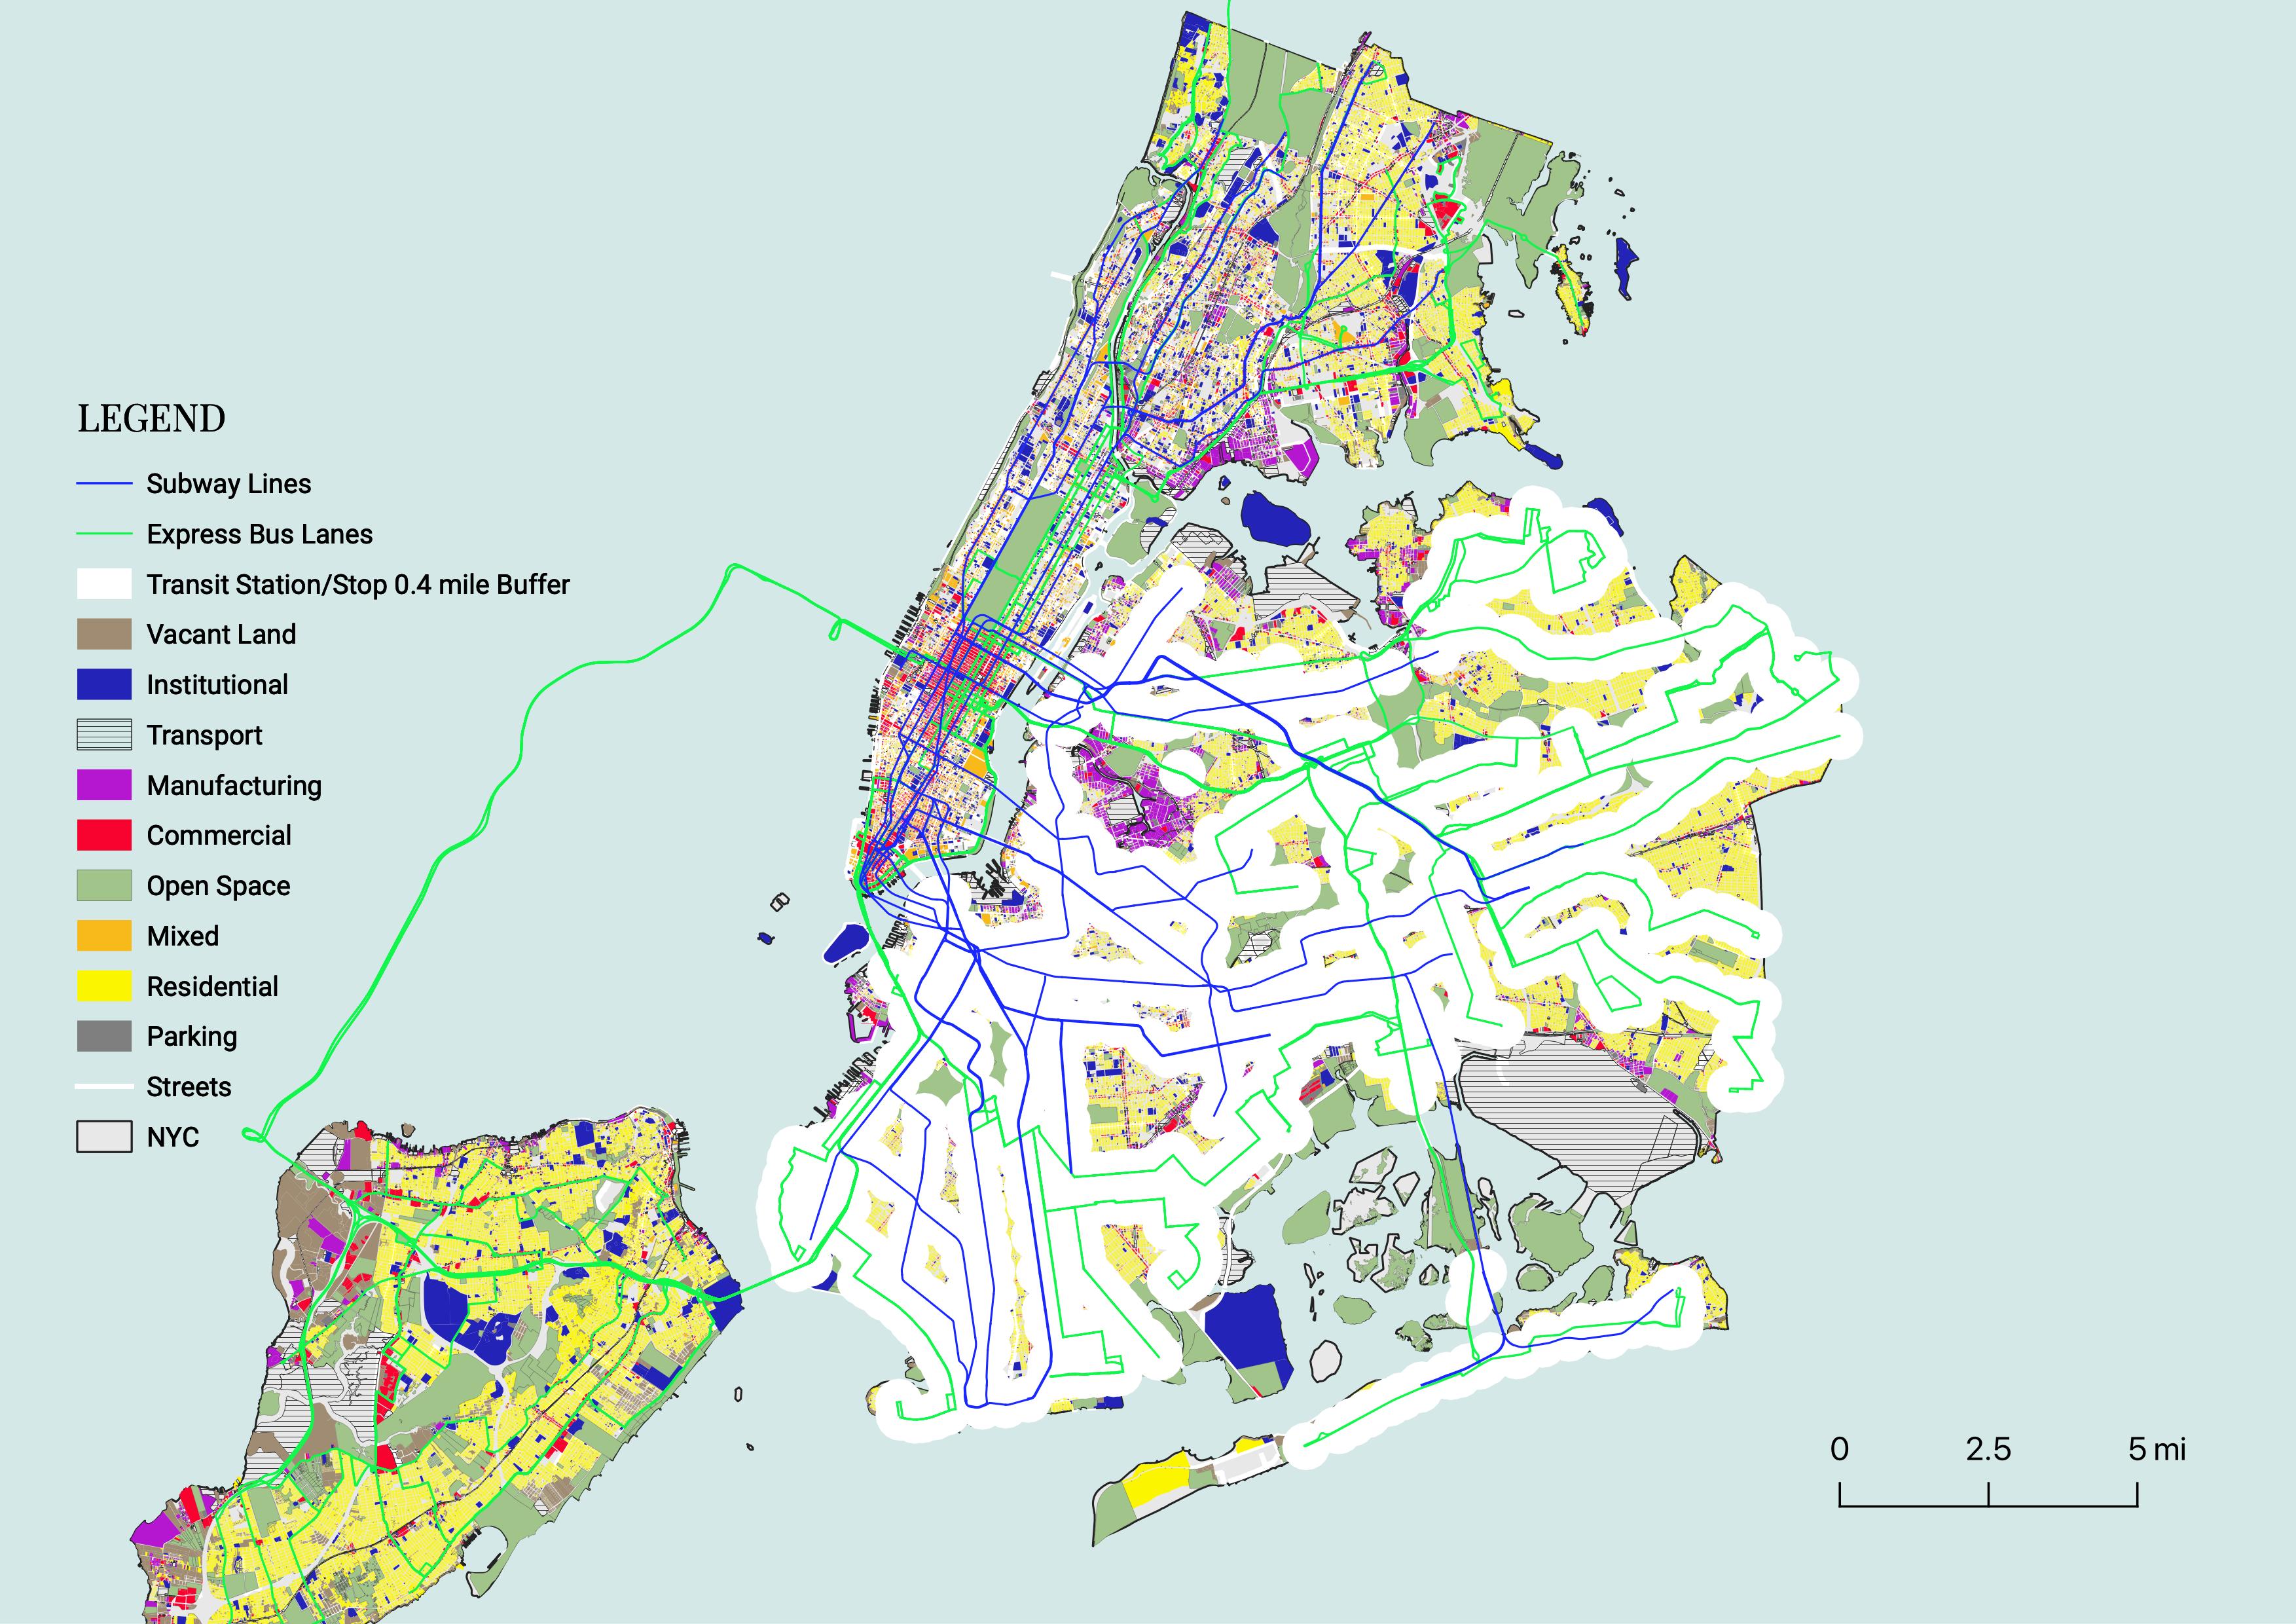 LEGEND
Subway Lines
Express Bus Lanes
Transit Station/Stop 0.4 mile Buffer
Vacant Land
Institutional
Transport
Manufacturing
Commercial
Open Space
Mixed
Residential
Parking
Streets
NYC
0 2.5 5 mi